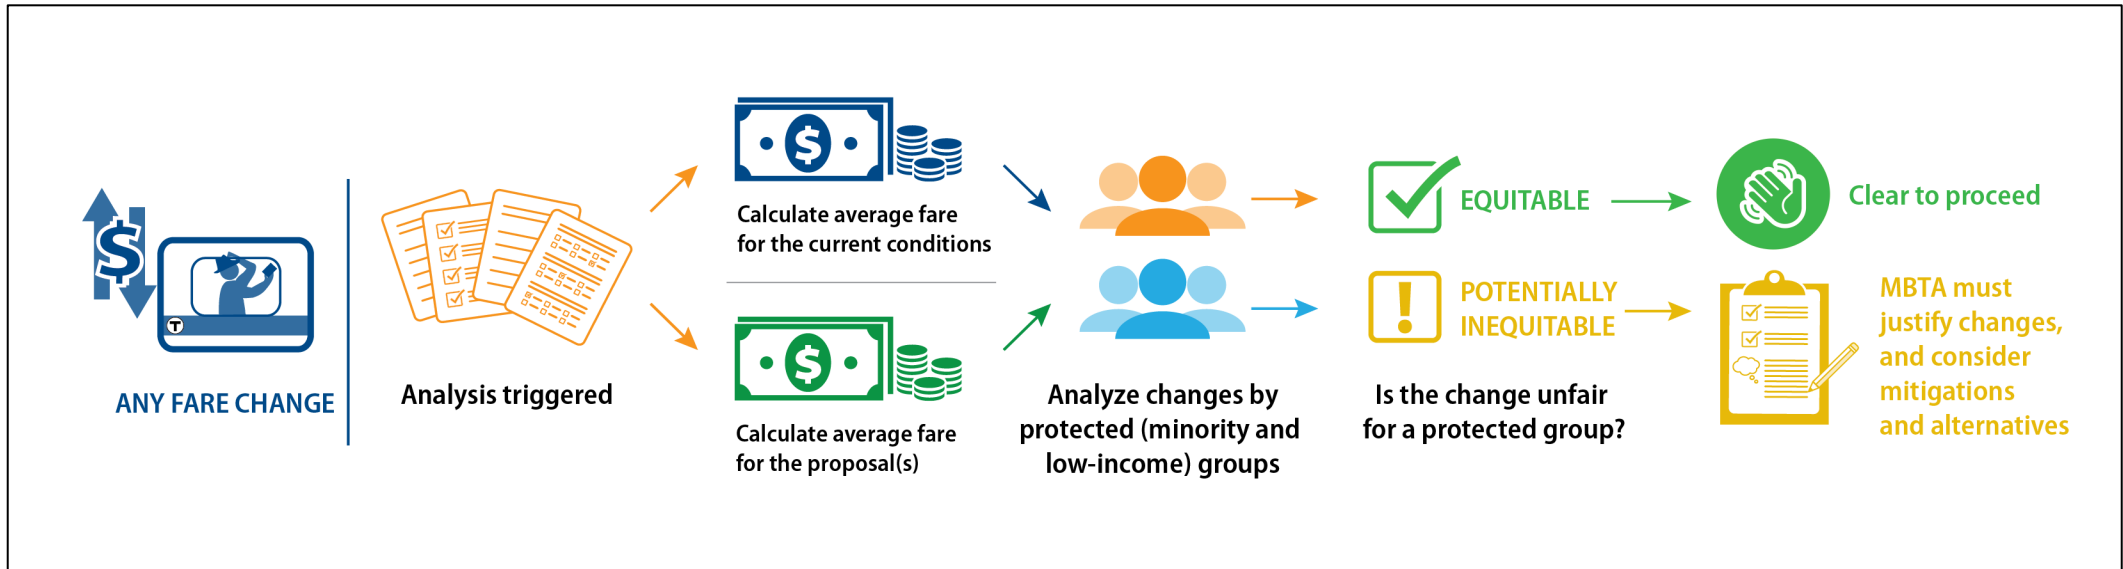 ANY FARE CHANGE
T
$
Analysis triggered
$
Calculate average fare
for the current conditions
$
Calculate average fare
for the proposal(s)
Analyze changes by
protected (minority and
low-income) groups
EQUITABLE
!
POTENTIALLY
INEQUITABLE
Is the change unfair
for a protected group?
Clear to proceed
MBTA must
justify changes,
and consider
mitigations
and alternatives